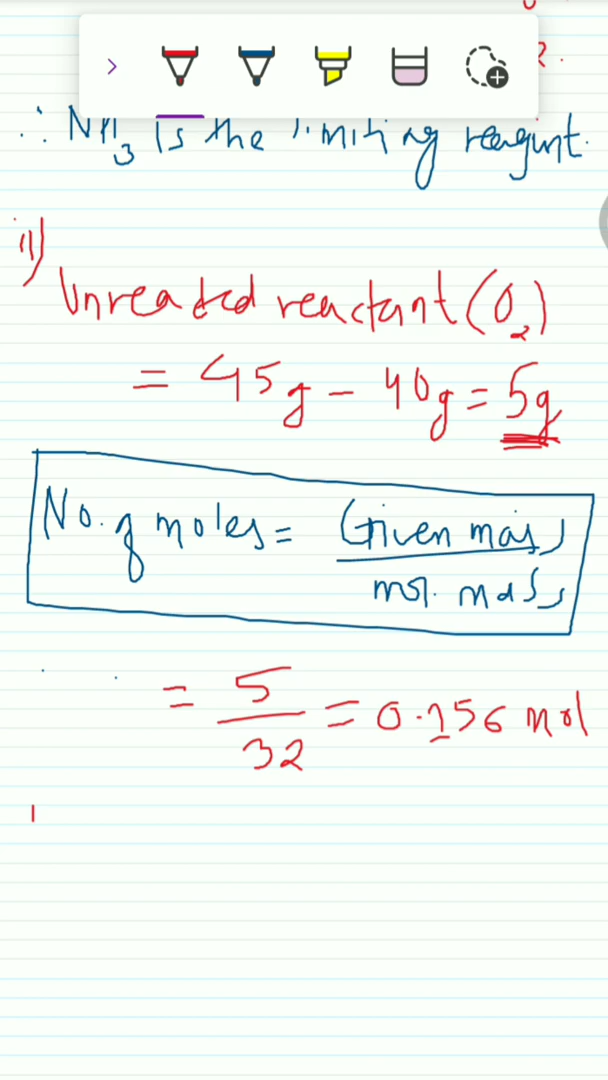 2.
∴ NH3 is the limiting reagent.
ii)
Unreacted reactant (O2)
= 45g - 40g = 5g
No. of moles = Given mass
mol. mass
= 5/32 = 0.156 mol